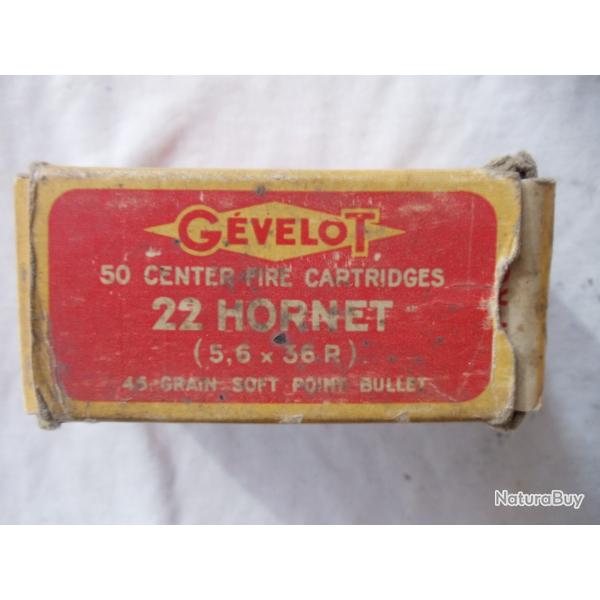 GÉVELOT
50 CENTER-FIRE CARTRIDGES
22 HORNET
(5,6 x 36 R)
45 GRAIN SOFT POINT BULLET
NaturaBuy